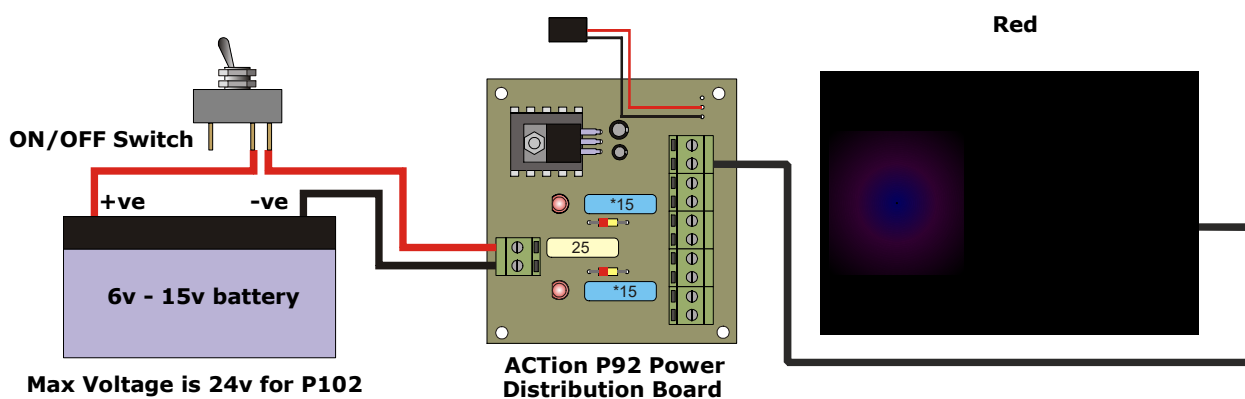 Red
ON/OFF Switch
+ve
-ve
6v - 15v battery
Max Voltage is 24v for P102
*15
25
*15
ACTion P92 Power
Distribution Board